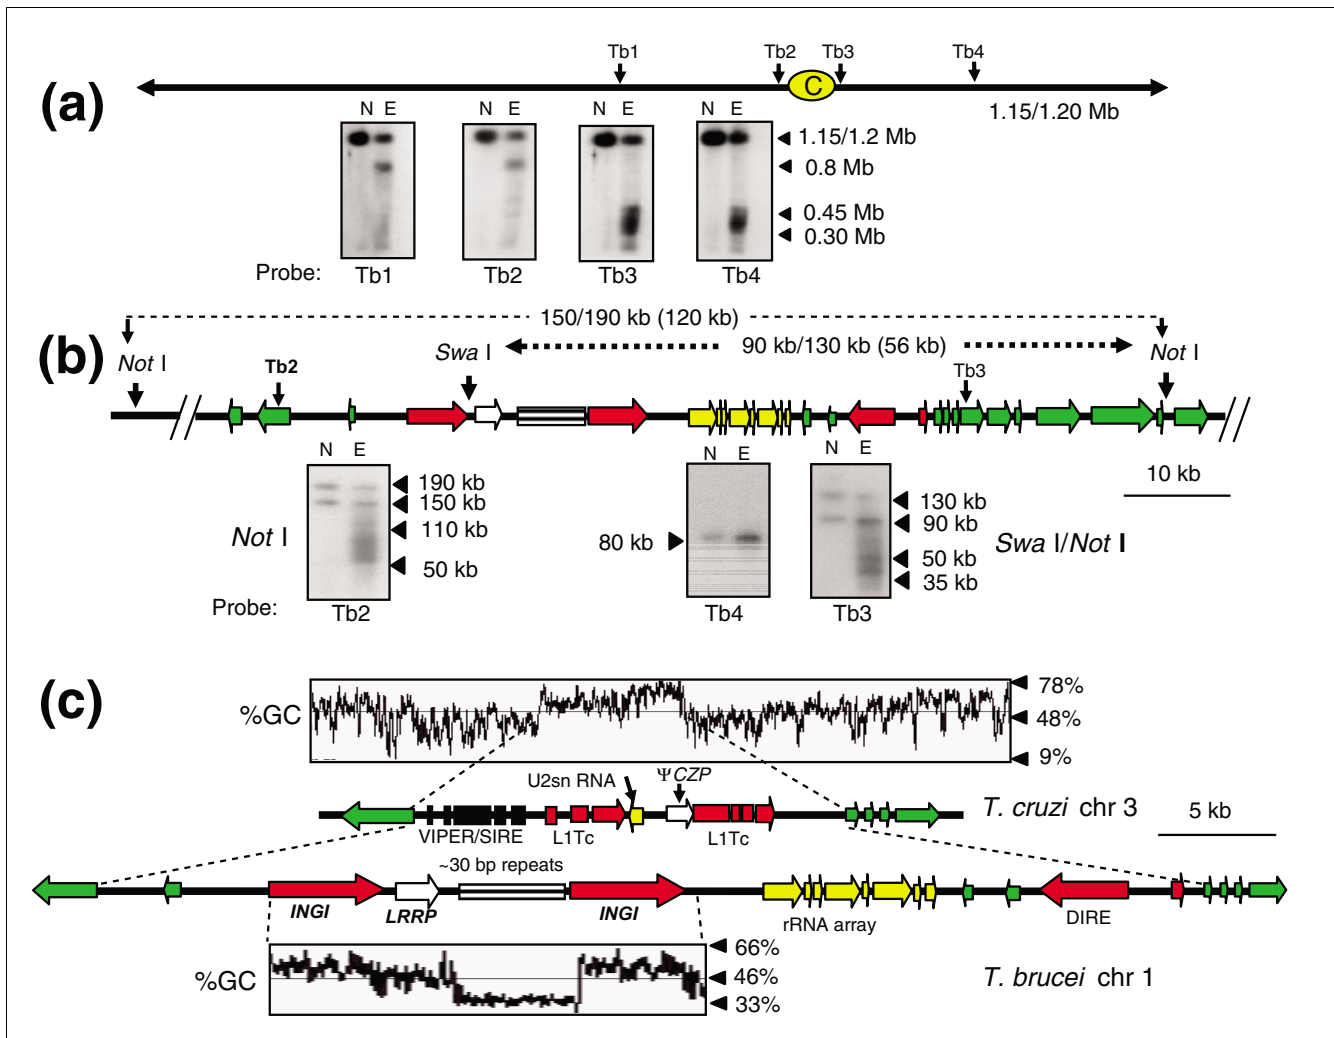 (a)
Tb1
Tb2
Tb3
Tb4
C
1.15/1.20 Mb
N E
N E
N E
N E
1.15/1.2 Mb
0.8 Mb
0.45 Mb
0.30 Mb
Probe: Tb1 Tb2 Tb3 Tb4
(b)
150/190 kb (120 kb)
Not I
Swa I
90 kb/130 kb (56 kb)
Not I
Tb2
Tb3
N E
N E
N E
10 kb
Not I
190 kb
150 kb
110 kb
50 kb
80 kb
130 kb
90 kb
50 kb
35 kb
Swa I/Not I
Probe: Tb2 Tb4 Tb3
(c)
%GC
78%
48%
9%
U2sn RNA
ΨCZP
T. cruzi chr 3
5 kb
VIPER/SIRE
L1Tc
L1Tc
~30 bp repeats
INGI
LRRP
INGI
rRNA array
DIRE
%GC
66%
46%
33%
T. brucei chr 1